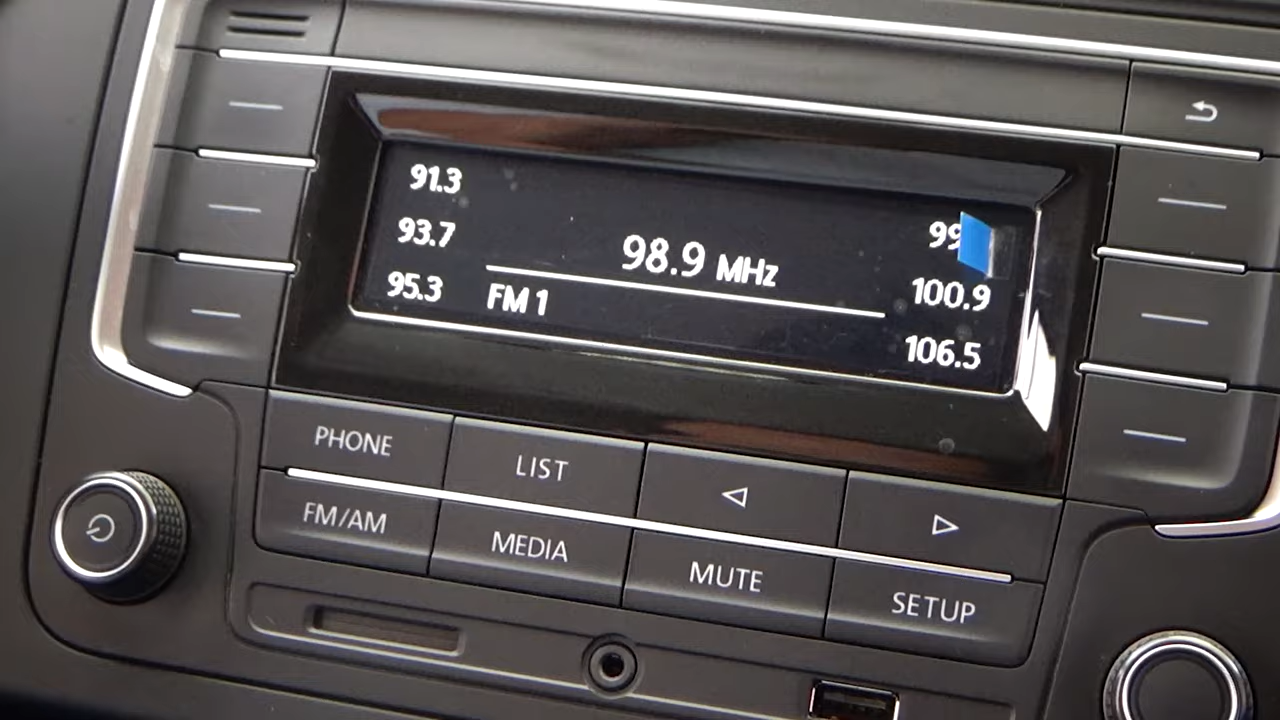 91.3
93.7
95.3
98.9 MHz
FM 1
100.9
106.5
PHONE
LIST
FM/AM
MEDIA
MUTE
SETUP